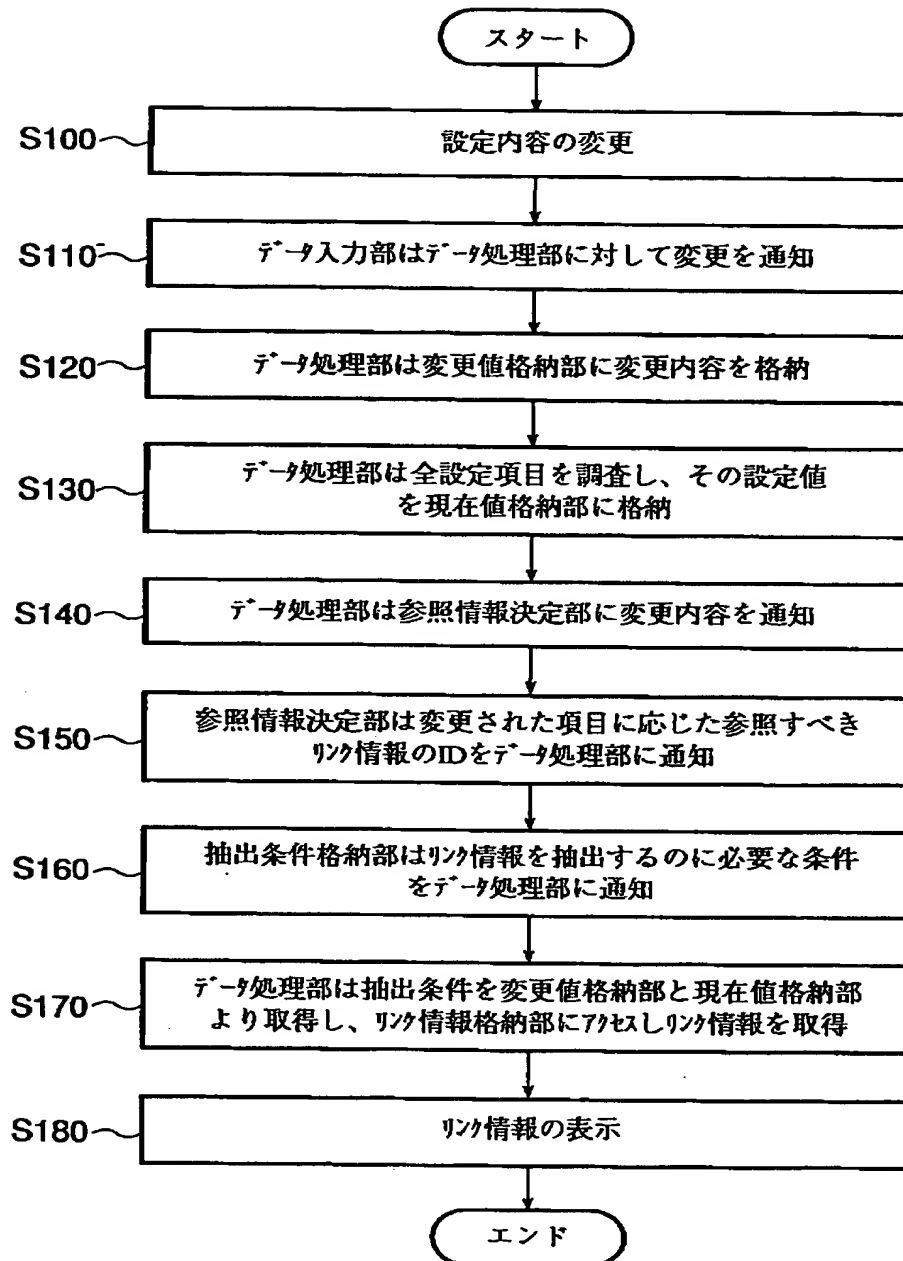 スタート
S100
設定内容の変更
S110
データ入力部はデータ処理部に対して変更を通知
S120
データ処理部は変更値格納部に変更内容を格納
S130
データ処理部は全設定項目を調査し、その設定値
を現在値格納部に格納
S140
データ処理部は参照情報決定部に変更内容を通知
S150
参照情報決定部は変更された項目に応じた参照すべき
リンク情報のIDをデータ処理部に通知
S160
抽出条件格納部はリンク情報を抽出するのに必要な条件
をデータ処理部に通知
S170
データ処理部は抽出条件を変更値格納部と現在値格納部
より取得し、リンク情報格納部にアクセスしリンク情報を取得
S180
リンク情報の表示
エンド